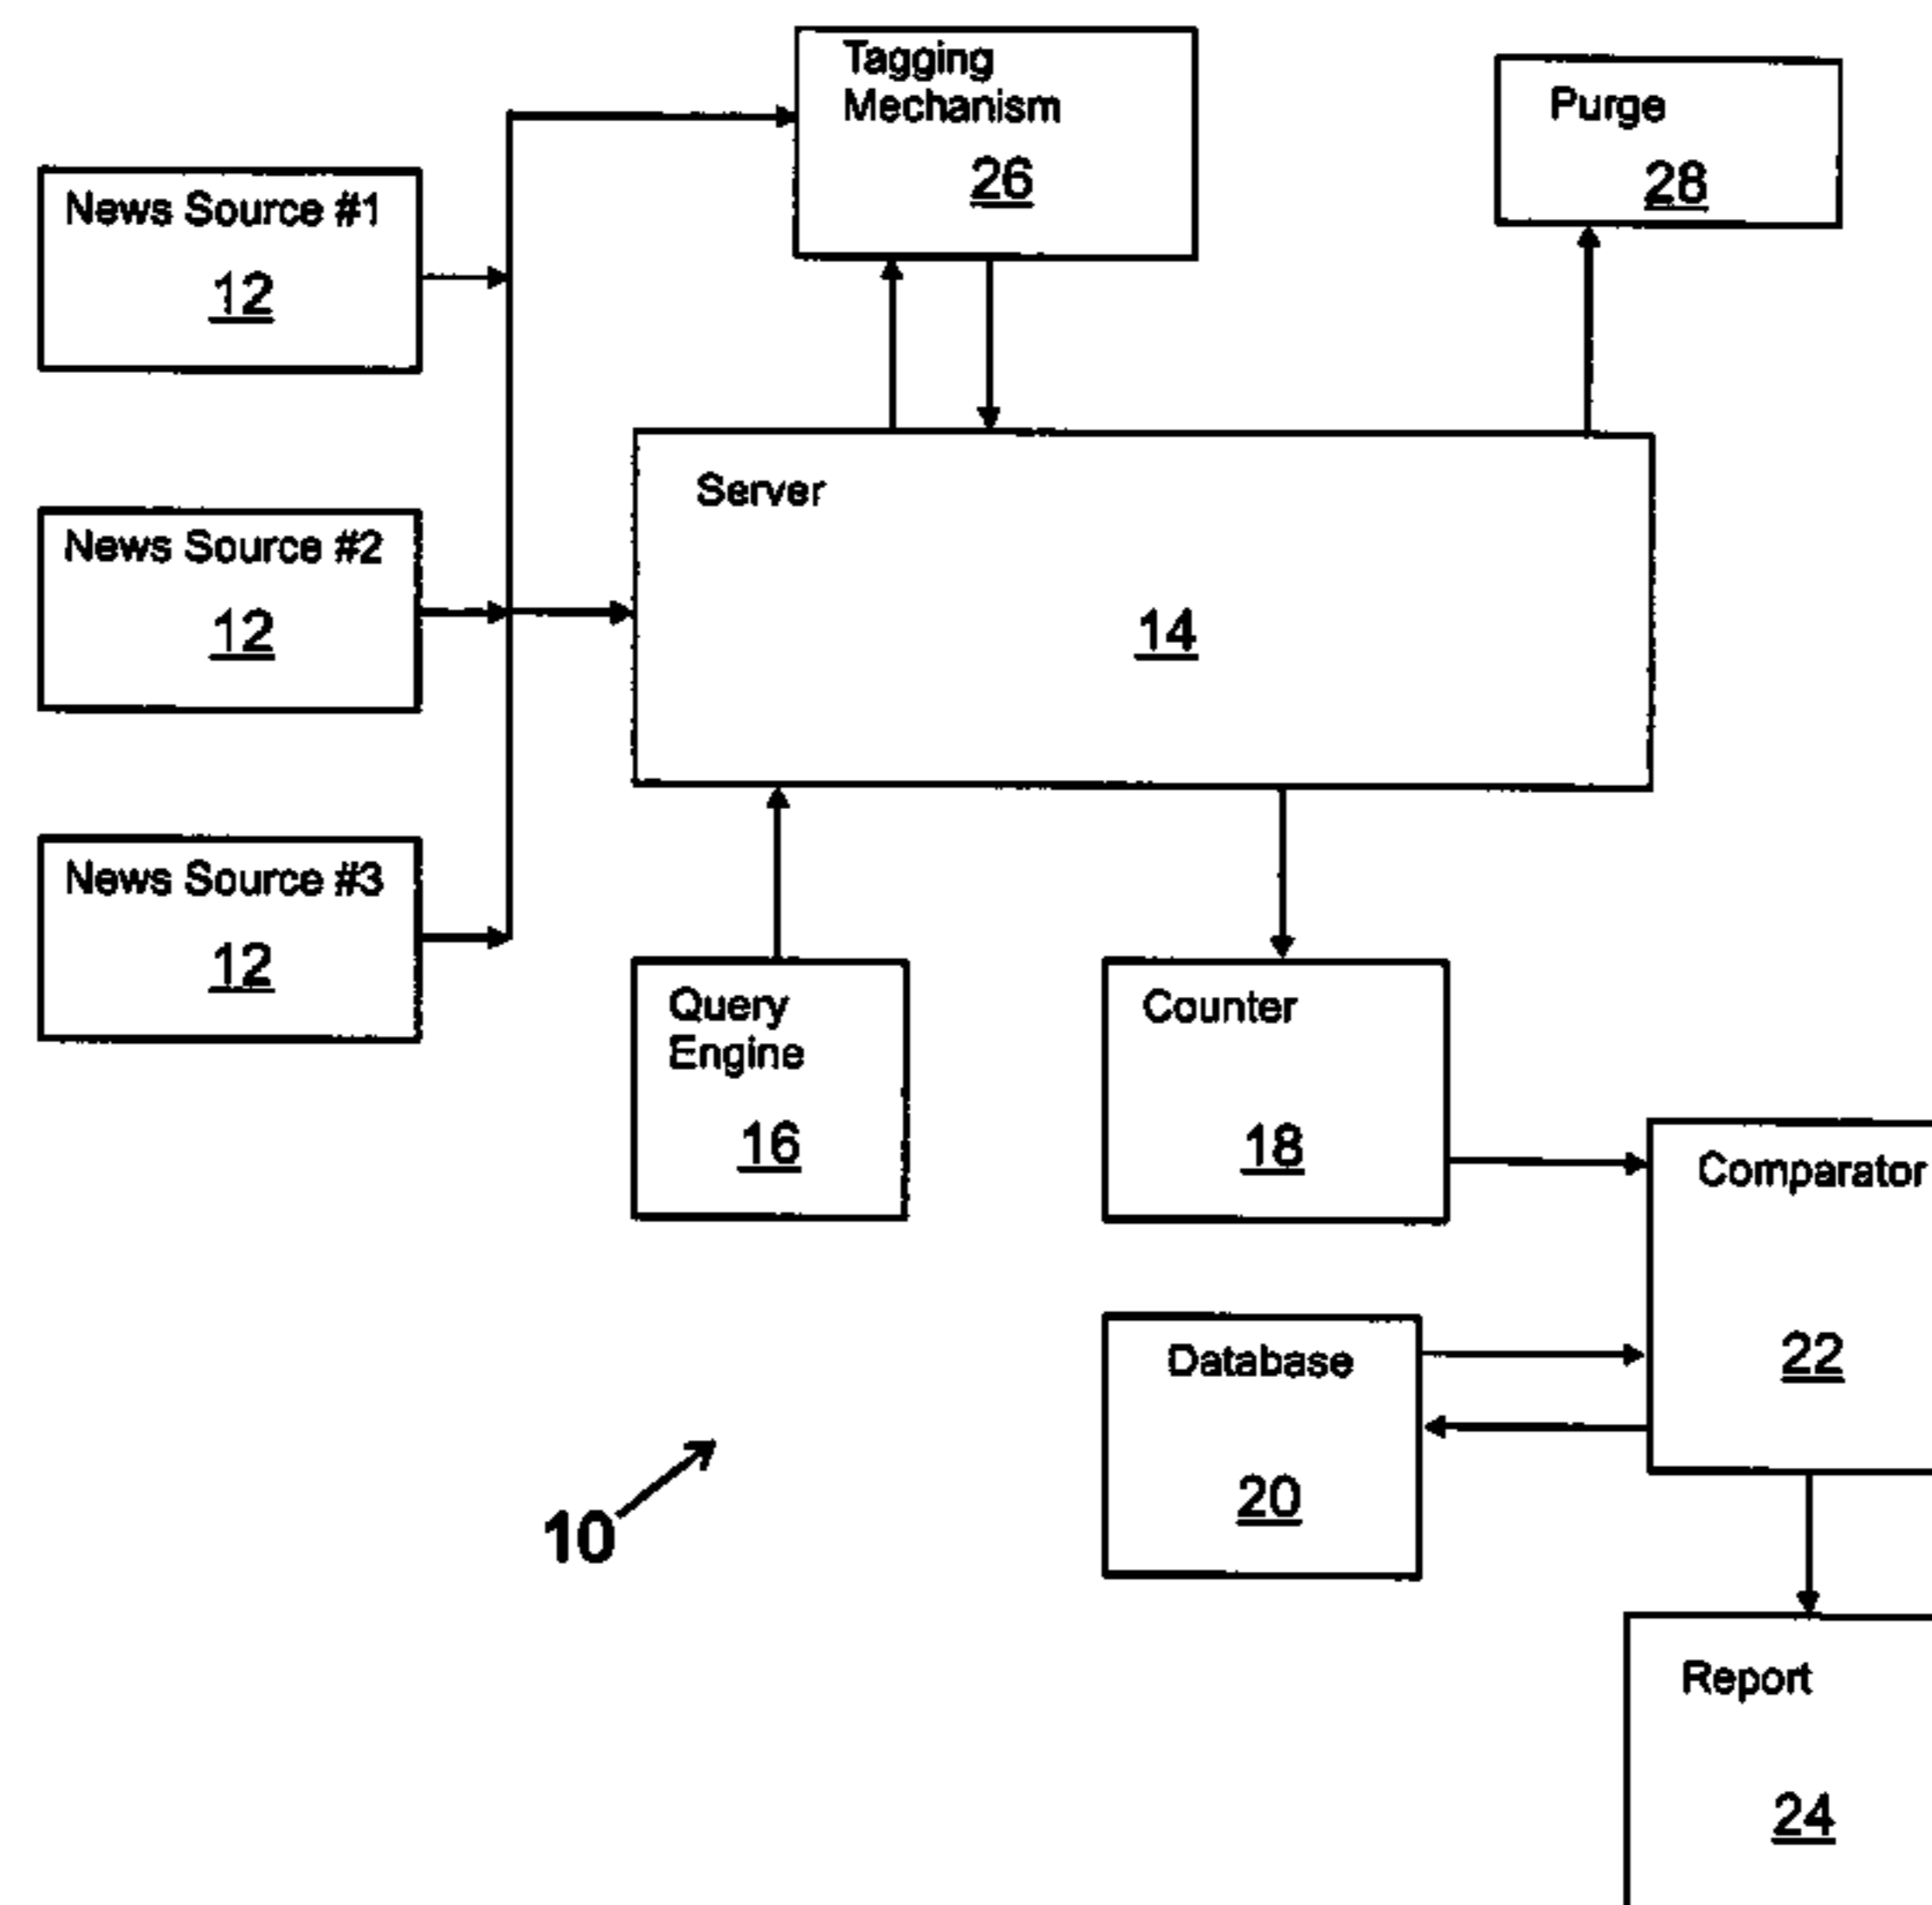 Tagging
Mechanism
26
Purge
28
News Source #1
12
Server
14
News Source #2
12
News Source #3
12
Query
Engine
16
Counter
18
Comparator
22
Database
20
10
Report
24